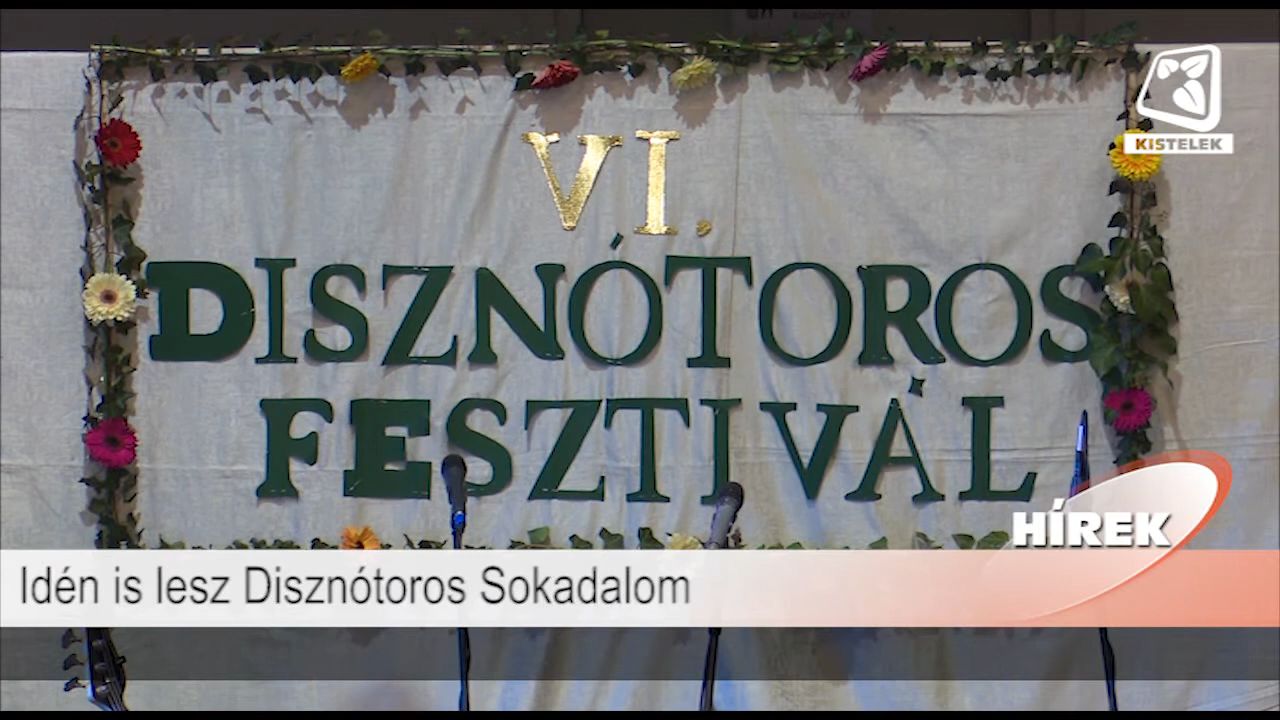 KISTELEK
VI.
DISZNÓTOROS
FESZTIVÁL
HÍREK
Idén is lesz Disznótoros Sokadalom